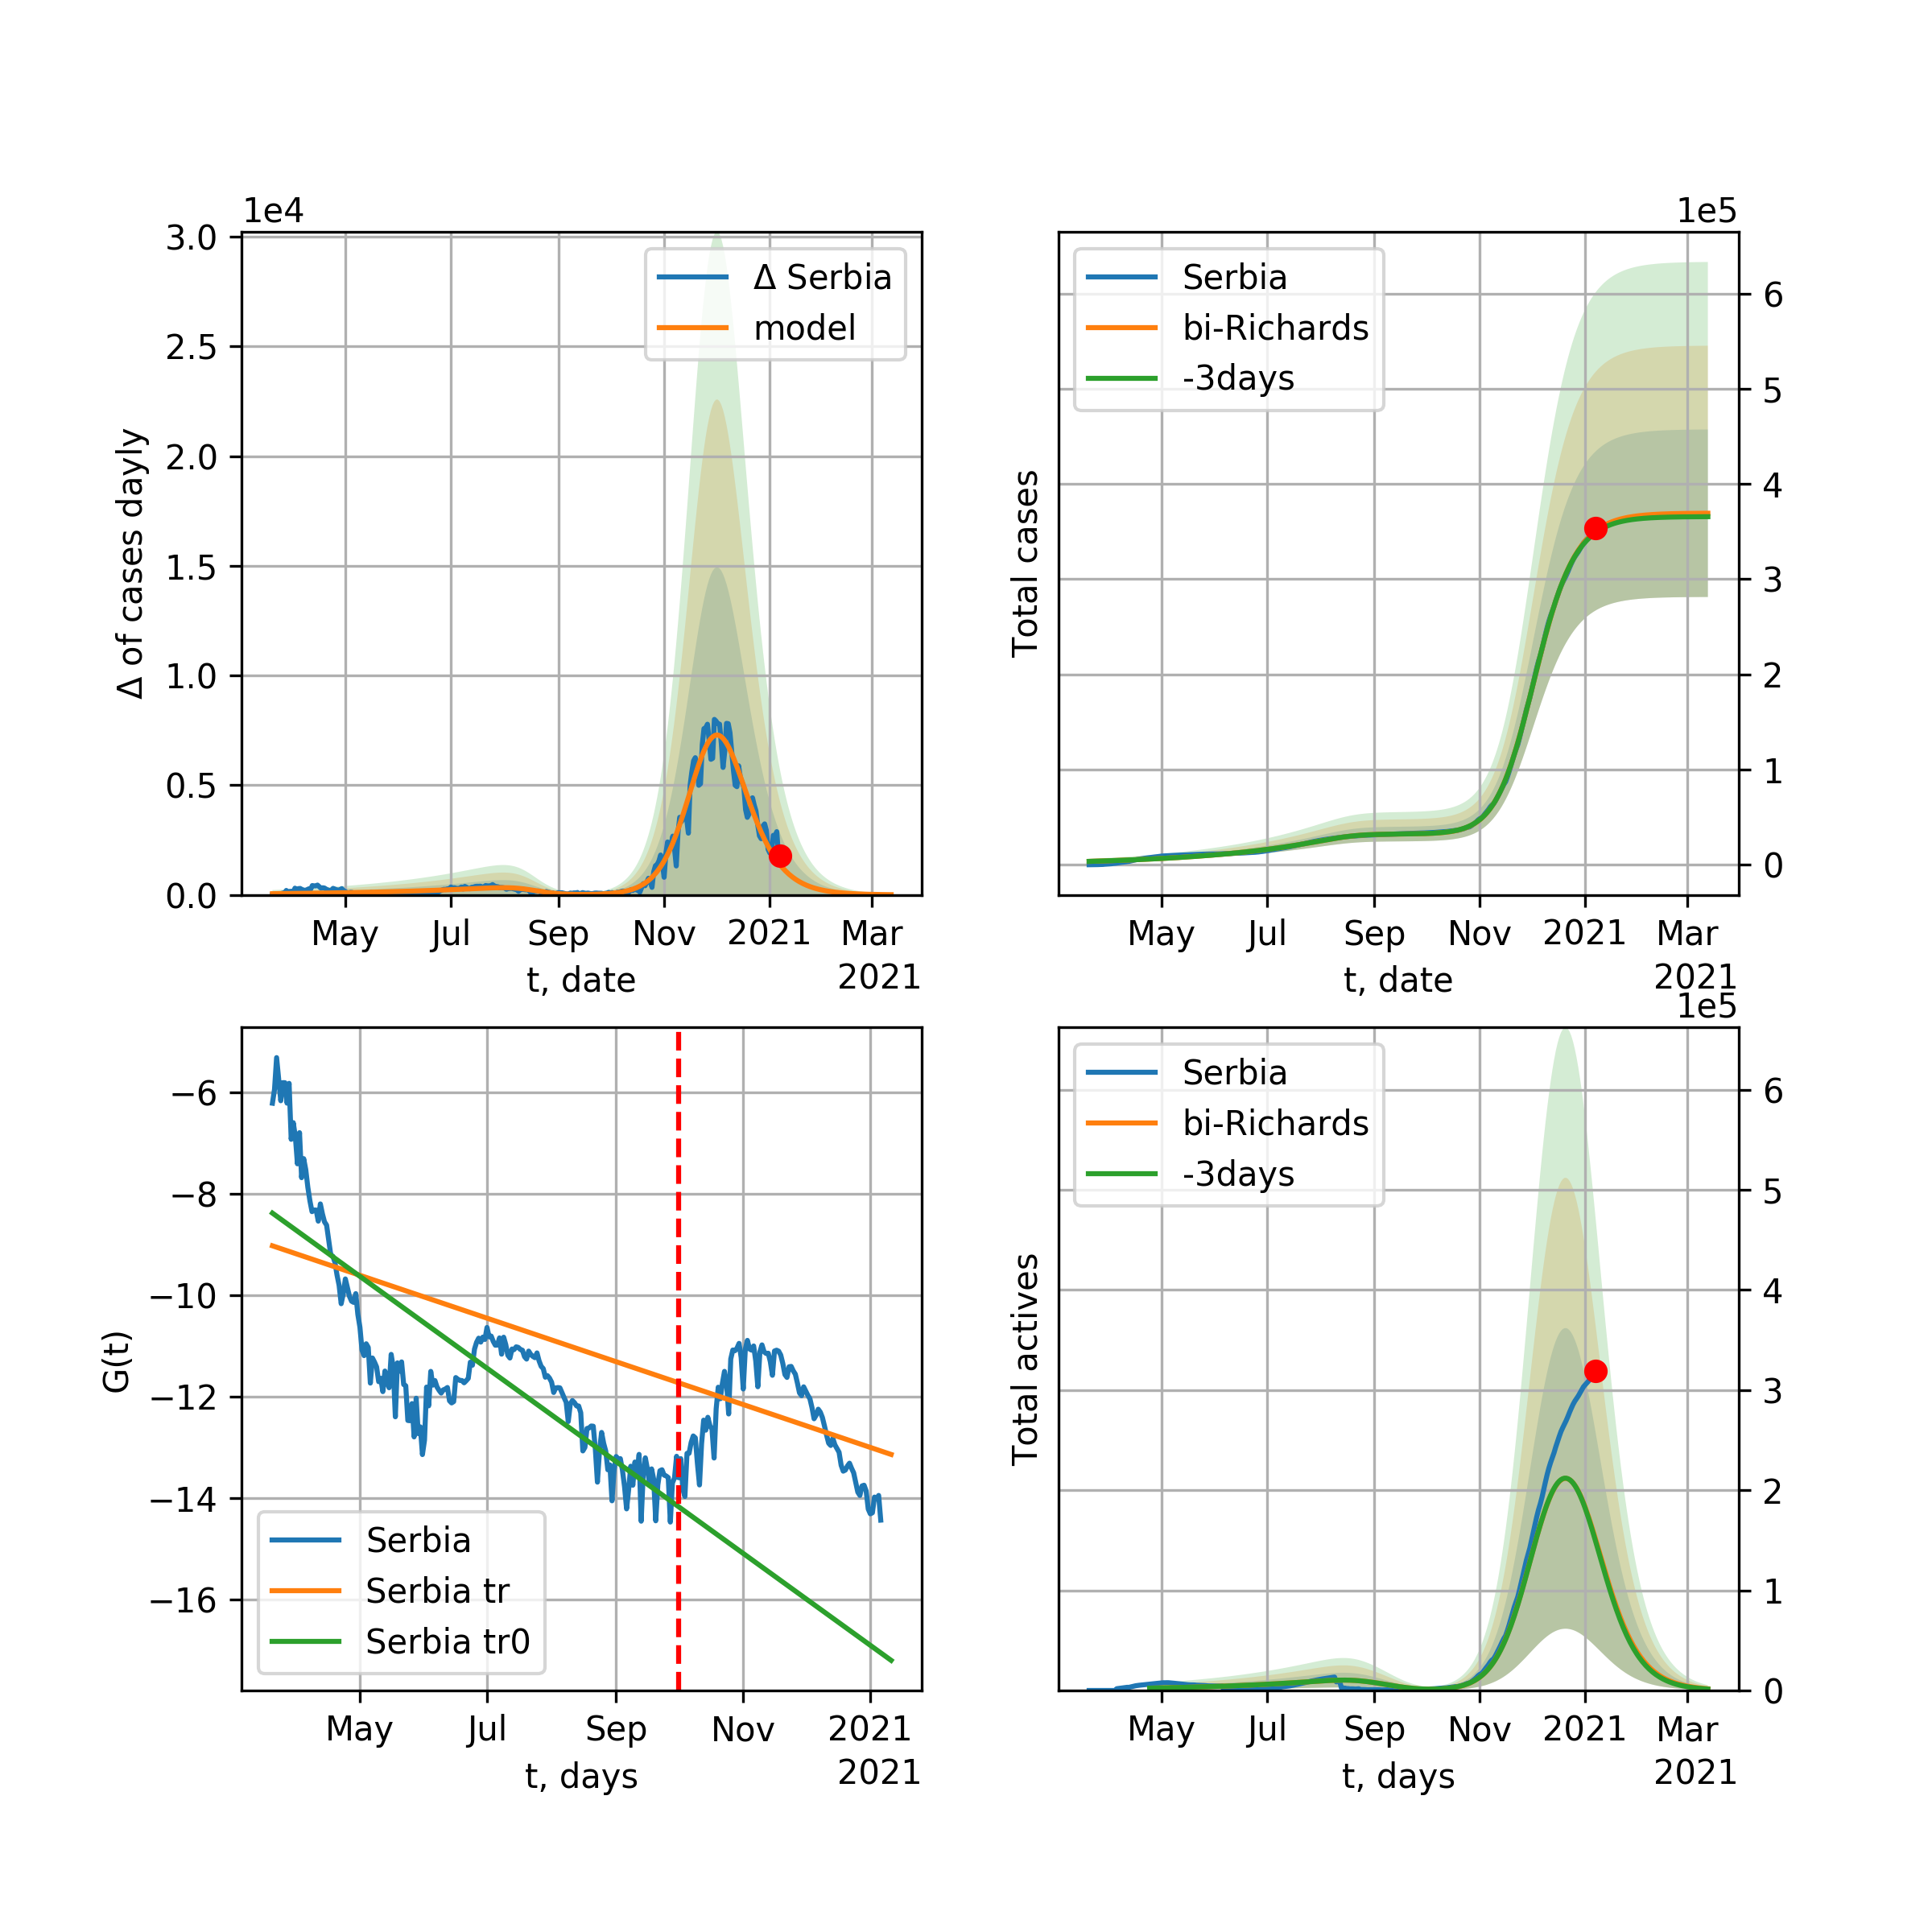 1e4
3.0
2.5
2.0
1.5
1.0
0.5
0.0
Δ of cases dayly
Δ Serbia
model
May Jul Sep Nov 2021 Mar
t, date
2021
1e5
Serbia
bi-Richards
-3days
Total cases
6
5
4
3
2
1
0
May Jul Sep Nov 2021 Mar
t, date
2021
G(t)
−6
−8
−10
−12
−14
−16
Serbia
Serbia tr
Serbia tr0
May Jul Sep Nov 2021
t, days
2021
1e5
Serbia
bi-Richards
-3days
Total actives
6
5
4
3
2
1
0
May Jul Sep Nov 2021 Mar
t, days
2021